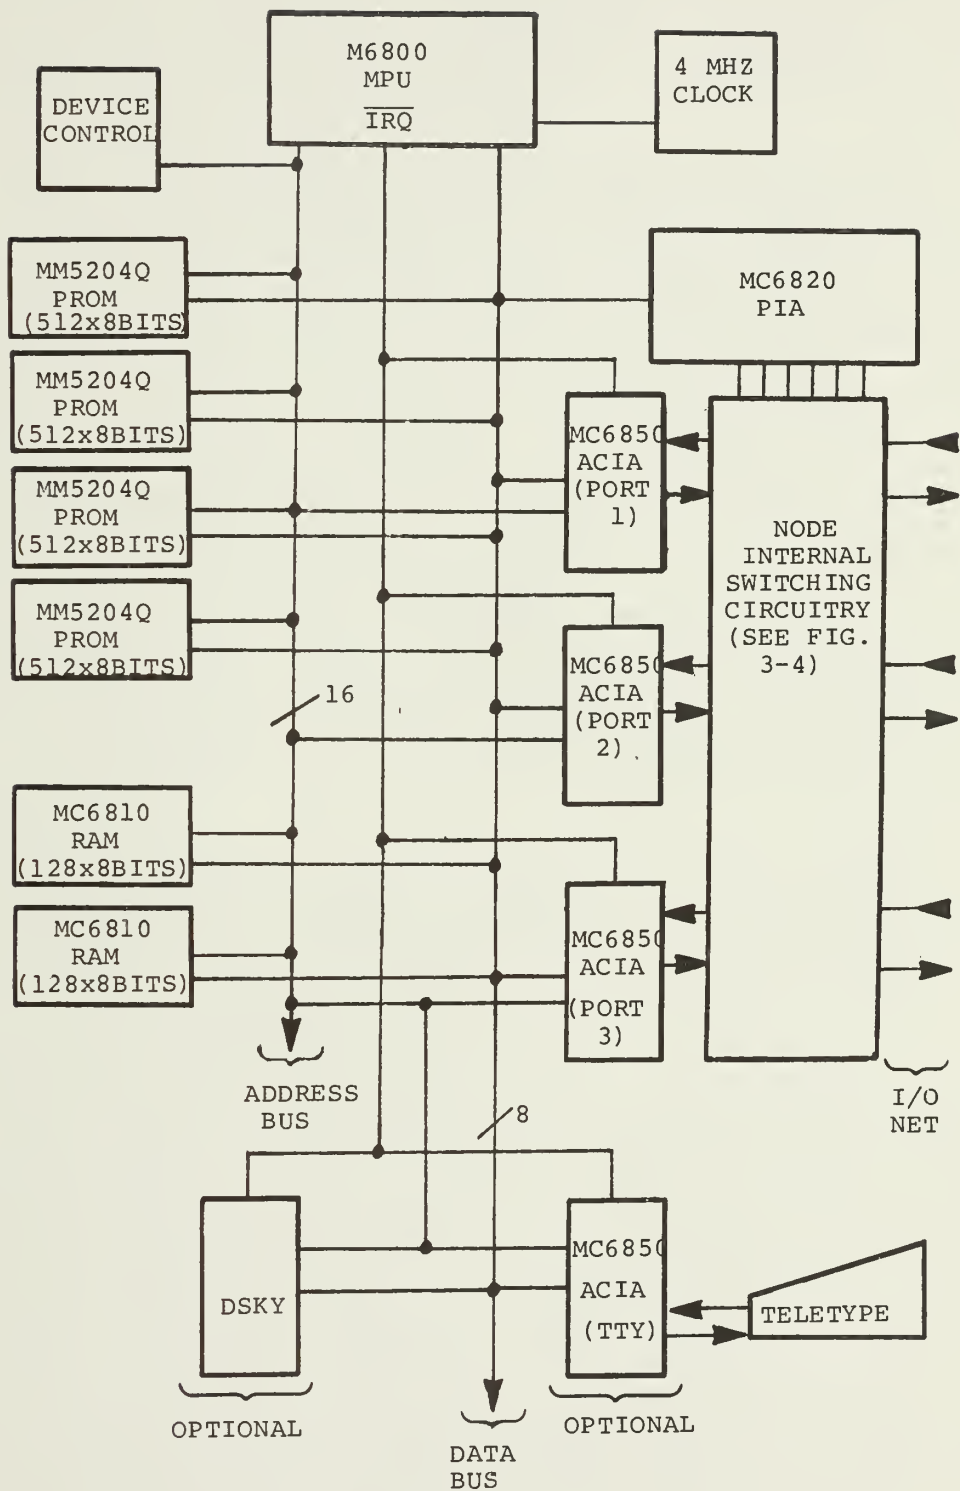 M6800
MPU
IRQ
4 MHZ
CLOCK
DEVICE
CONTROL
MM5204Q
PROM
(512x8BITS)
MC6820
PIA
MM5204Q
PROM
(512x8BITS)
MC6850
ACIA
(PORT
1)
MM5204Q
PROM
(512x8BITS)
NODE
INTERNAL
SWITCHING
CIRCUITRY
(SEE FIG.
3-4)
MM5204Q
PROM
(512x8BITS)
16
MC6850
ACIA
(PORT
2)
MC6810
RAM
(128x8BITS)
MC6810
RAM
(128x8BITS)
MC6850
ACIA
(PORT
3)
ADDRESS
BUS
8
I/O
NET
DSKY
MC6850
ACIA
(TTY)
TELETYPE
OPTIONAL
OPTIONAL
DATA
BUS